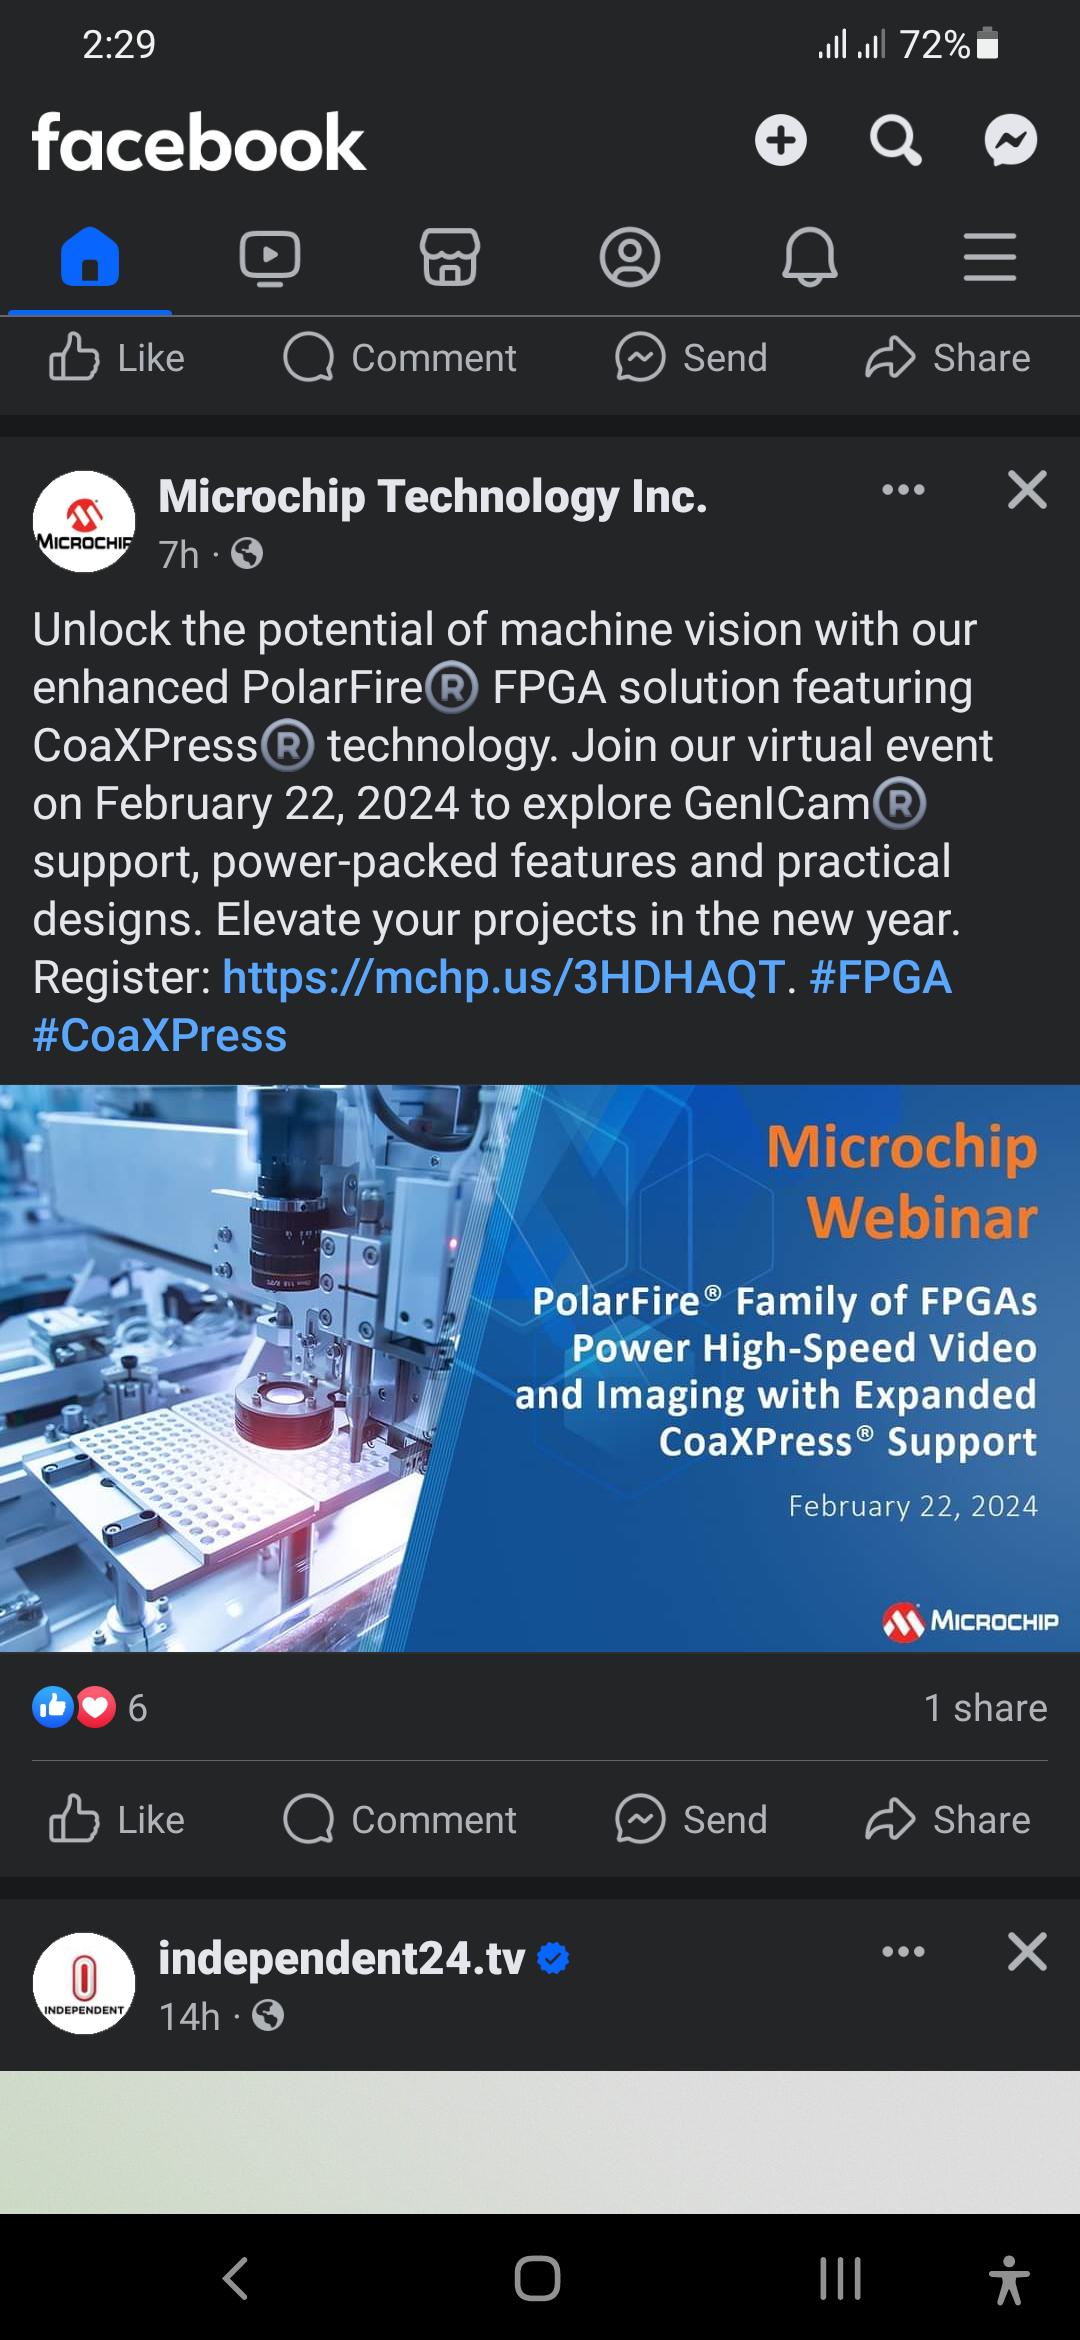 2:29
72%
facebook
Like Comment Send Share
Microchip Technology Inc.
MICROCHIP
7h ·
Unlock the potential of machine vision with our
enhanced PolarFire® FPGA solution featuring
CoaXPress® technology. Join our virtual event
on February 22, 2024 to explore GenICam®
support, power-packed features and practical
designs. Elevate your projects in the new year.
Register: https://mchp.us/3HDHAQT. #FPGA
#CoaXPress
Microchip
Webinar
PolarFire® Family of FPGAs
Power High-Speed Video
and Imaging with Expanded
CoaXPress® Support
February 22, 2024
MICROCHIP
6
1 share
Like Comment Send Share
independent24.tv
INDEPENDENT
14h ·